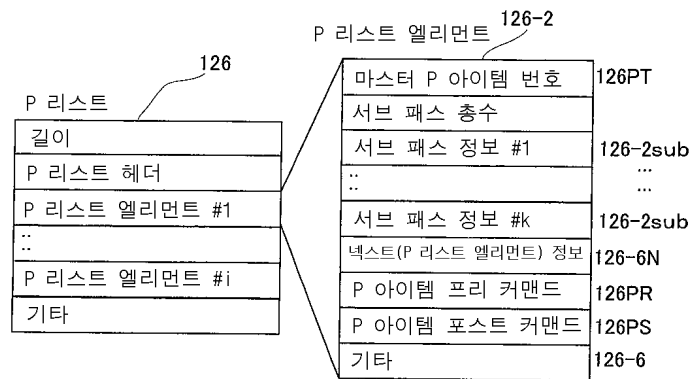 P 리스트 엘리먼트
126-2
126
P 리스트
길이
P 리스트 헤더
P 리스트 엘리먼트 #1
::
P 리스트 엘리먼트 #i
기타
마스터 P 아이템 번호 126PT
서브 패스 총수
서브 패스 정보 #1 126-2sub
:: ...
...
서브 패스 정보 #k 126-2sub
넥스트(P 리스트 엘리먼트) 정보 126-6N
P 아이템 프리 커맨드 126PR
P 아이템 포스트 커맨드 126PS
기타 126-6